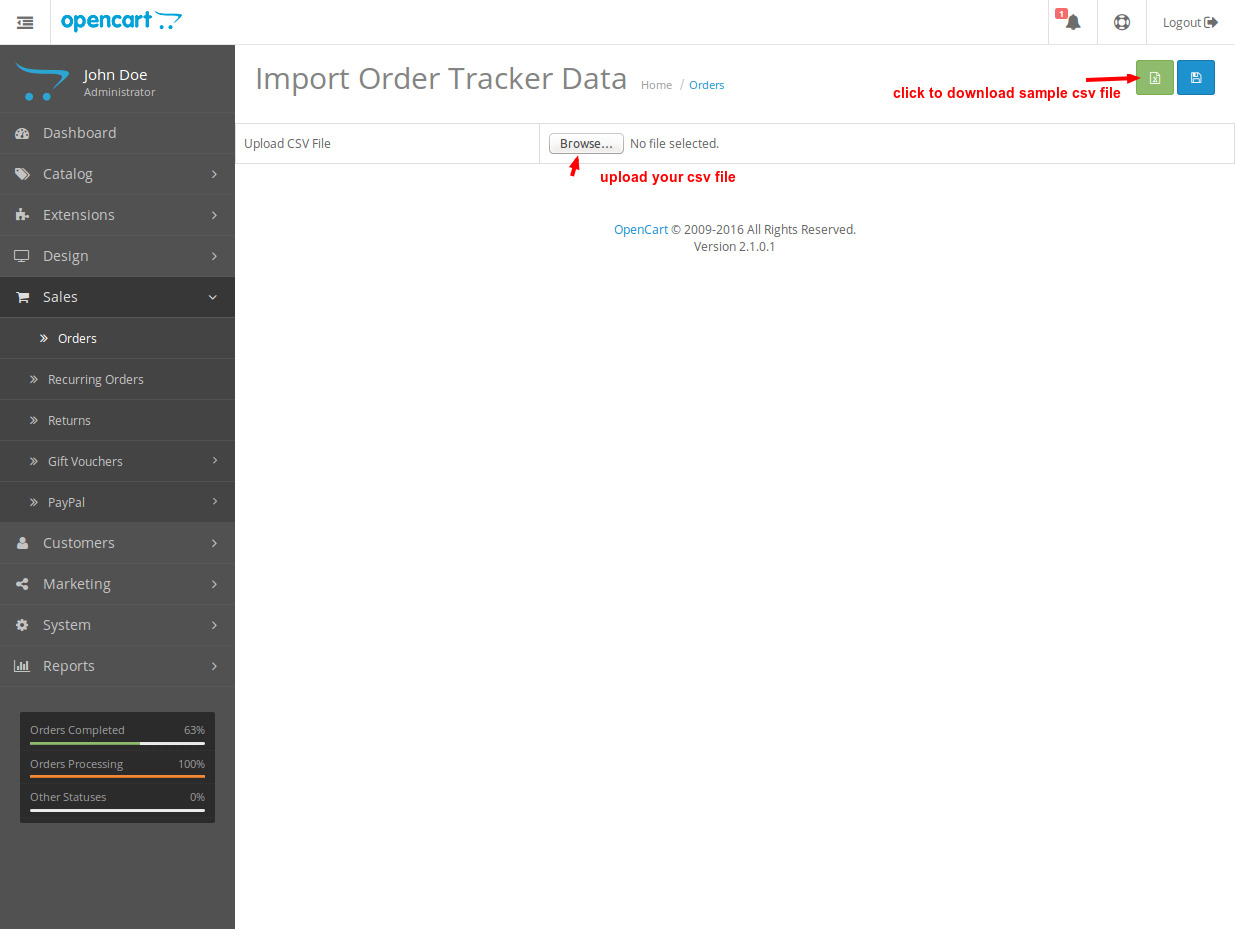 opencart
1
Logout
John Doe
Administrator
Dashboard
Catalog
Extensions
Design
Sales
Orders
Recurring Orders
Returns
Gift Vouchers
PayPal
Customers
Marketing
System
Reports
Orders Completed 63%
Orders Processing 100%
Other Statuses 0%
Import Order Tracker Data Home / Orders
click to download sample csv file
Upload CSV File Browse... No file selected.
upload your csv file
OpenCart © 2009-2016 All Rights Reserved.
Version 2.1.0.1